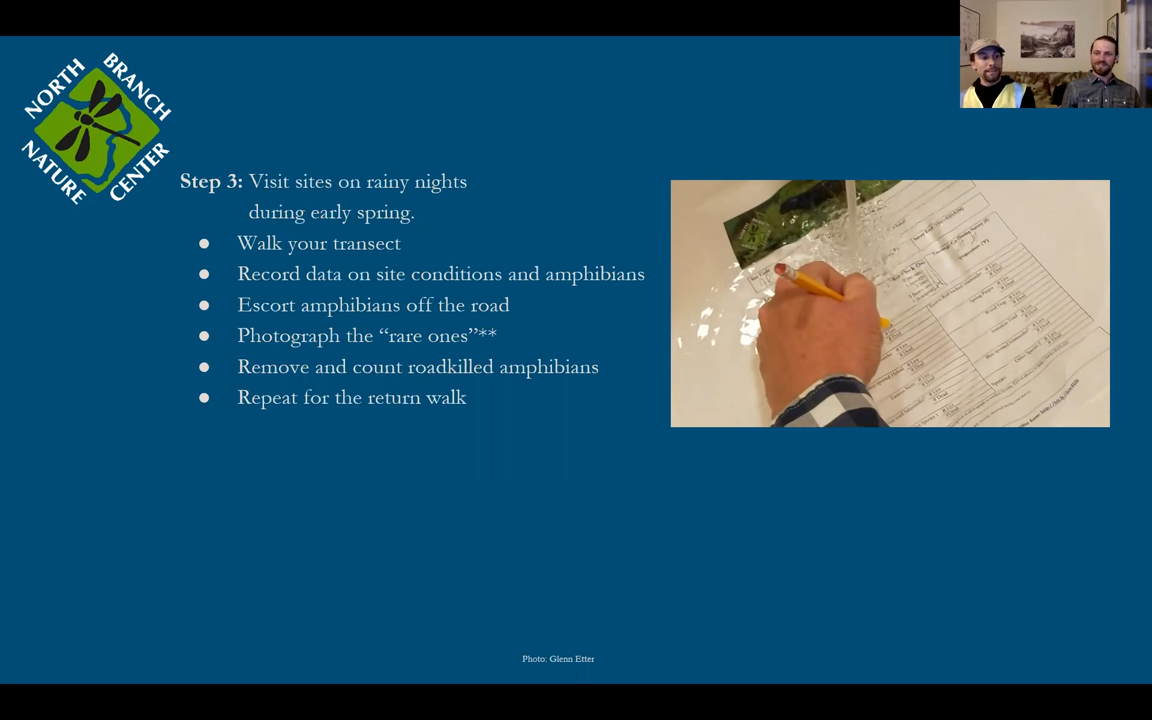 NORTH BRANCH
NATURE CENTER
Step 3: Visit sites on rainy nights
during early spring.
● Walk your transect
● Record data on site conditions and amphibians
● Escort amphibians off the road
● Photograph the “rare ones”**
● Remove and count roadkilled amphibians
● Repeat for the return walk
Photo: Glenn Etter